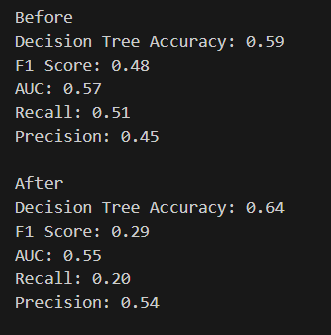 Before
Decision Tree Accuracy: 0.59
F1 Score: 0.48
AUC: 0.57
Recall: 0.51
Precision: 0.45

After
Decision Tree Accuracy: 0.64
F1 Score: 0.29
AUC: 0.55
Recall: 0.20
Precision: 0.54